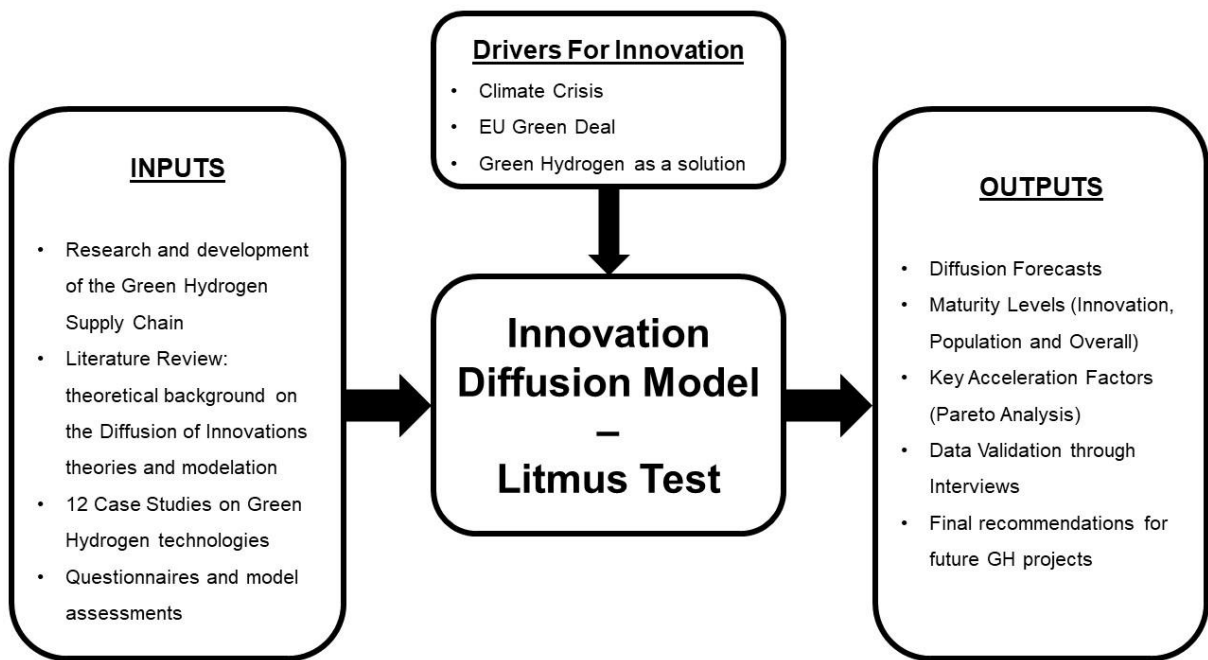 Drivers For Innovation
• Climate Crisis
• EU Green Deal
• Green Hydrogen as a solution
INPUTS
• Research and development
of the Green Hydrogen
Supply Chain
• Literature Review:
theoretical background on
the Diffusion of Innovations
theories and modelation
• 12 Case Studies on Green
Hydrogen technologies
• Questionnaires and model
assessments
Innovation
Diffusion Model
–
Litmus Test
OUTPUTS
• Diffusion Forecasts
• Maturity Levels (Innovation,
Population and Overall)
• Key Acceleration Factors
(Pareto Analysis)
• Data Validation through
Interviews
• Final recommendations for
future GH projects